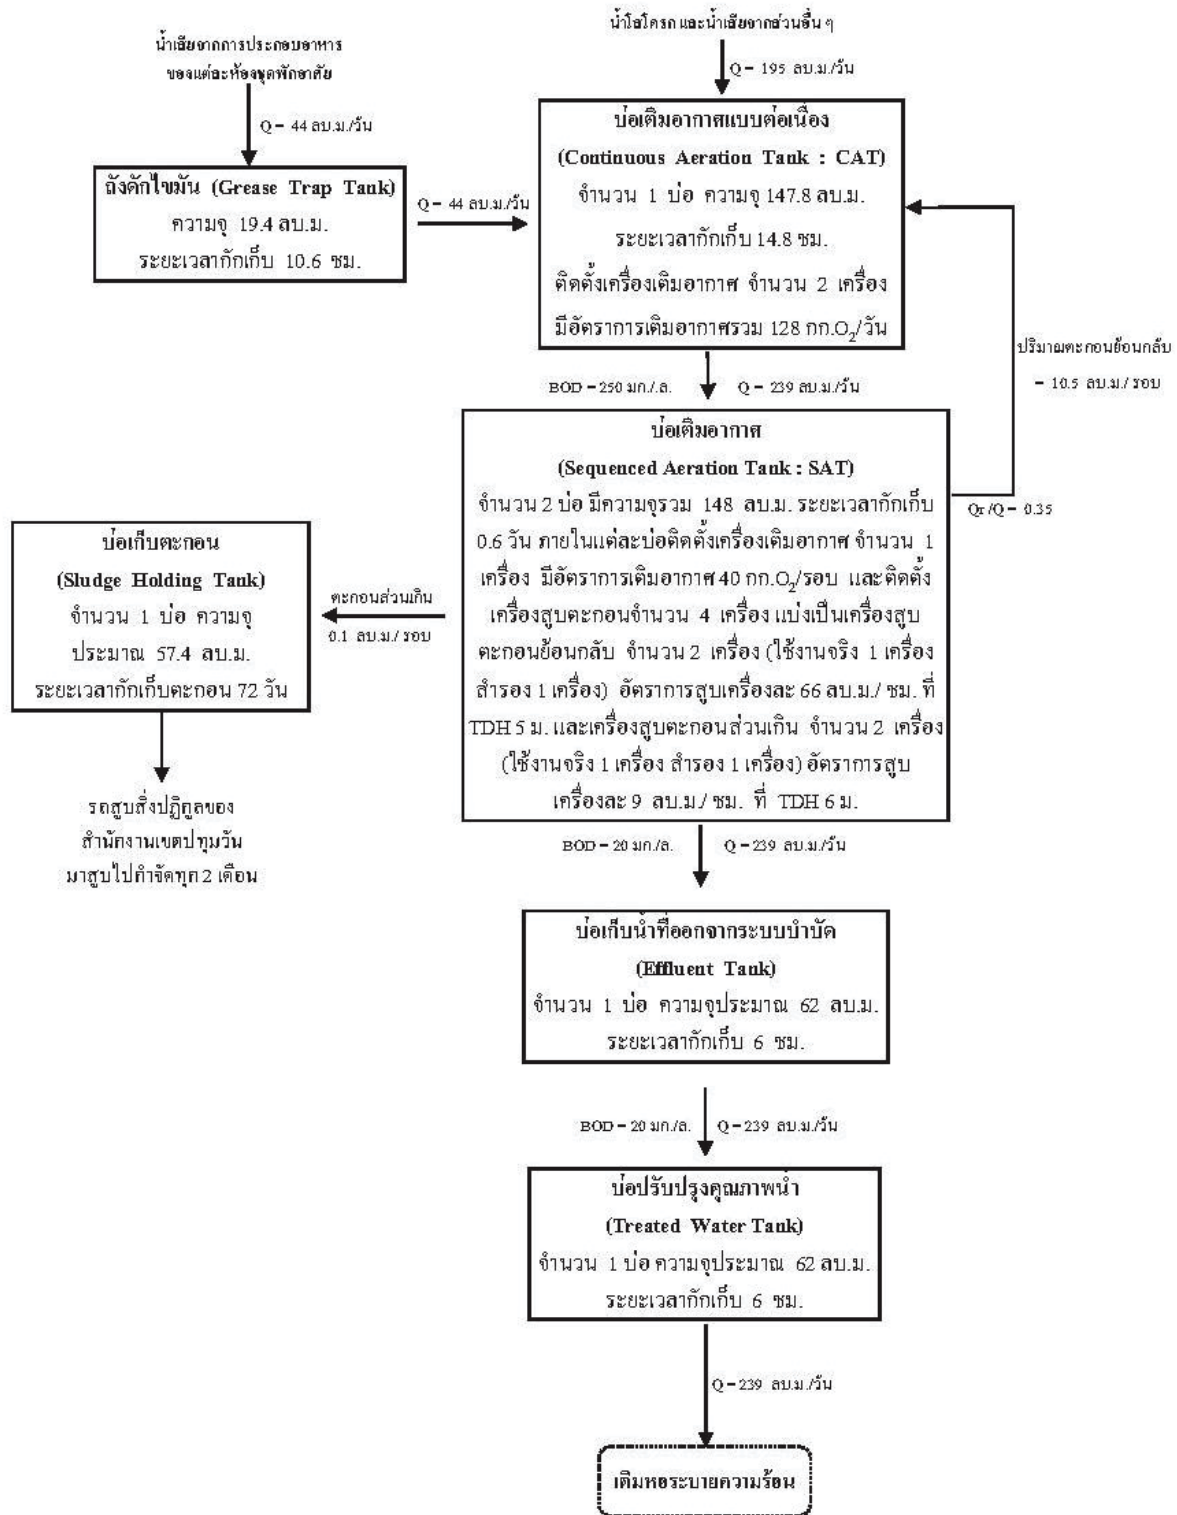 น้ำเสียจากการประกอบอาหาร
ของแต่ละห้องชุดพักอาศัย
Q = 44 ลบ.ม./วัน
ถังดักไขมัน (Grease Trap Tank)
ความจุ 19.4 ลบ.ม.
ระยะเวลากักเก็บ 10.6 ชม.
Q = 44 ลบ.ม./วัน
น้ำโสโครก และน้ำเสียจากส่วนอื่น ๆ
Q = 195 ลบ.ม./วัน
บ่อเติมอากาศแบบต่อเนื่อง
(Continuous Aeration Tank : CAT)
จำนวน 1 บ่อ ความจุ 147.8 ลบ.ม.
ระยะเวลากักเก็บ 14.8 ชม.
ติดตั้งเครื่องเติมอากาศ จำนวน 2 เครื่อง
มีอัตราการเติมอากาศรวม 128 กก.O₂/วัน
ปริมาณตะกอนย้อนกลับ
= 10.5 ลบ.ม./ รอบ
BOD = 250 มก./.ล.
Q = 239 ลบ.ม./วัน
บ่อเติมอากาศ
(Sequenced Aeration Tank : SAT)
จำนวน 2 บ่อ มีความจุรวม 148 ลบ.ม. ระยะเวลากักเก็บ
0.6 วัน ภายในแต่ละบ่อติดตั้งเครื่องเติมอากาศ จำนวน 1
เครื่อง มีอัตราการเติมอากาศ 40 กก.O₂/รอบ และติดตั้ง
เครื่องสูบตะกอนจำนวน 4 เครื่อง แบ่งเป็นเครื่องสูบ
ตะกอนย้อนกลับ จำนวน 2 เครื่อง (ใช้งานจริง 1 เครื่อง
สำรอง 1 เครื่อง) อัตราการสูบเครื่องละ 66 ลบ.ม./ ชม. ที่
TDH 5 ม. และเครื่องสูบตะกอนส่วนเกิน จำนวน 2 เครื่อง
(ใช้งานจริง 1 เครื่อง สำรอง 1 เครื่อง) อัตราการสูบ
เครื่องละ 9 ลบ.ม./ ชม. ที่ TDH 6 ม.
Qr /Q = 0.35
ตะกอนส่วนเกิน
0.1 ลบ.ม./ รอบ
บ่อเก็บตะกอน
(Sludge Holding Tank)
จำนวน 1 บ่อ ความจุ
ประมาณ 57.4 ลบ.ม.
ระยะเวลากักเก็บตะกอน 72 วัน
รถสูบสิ่งปฏิกูลของ
สำนักงานเขตปทุมวัน
มาสูบไปกำจัดทุก 2 เดือน
BOD = 20 มก./ล.
Q = 239 ลบ.ม./วัน
บ่อเก็บน้ำที่ออกจากระบบบำบัด
(Effluent Tank)
จำนวน 1 บ่อ ความจุประมาณ 62 ลบ.ม.
ระยะเวลากักเก็บ 6 ชม.
BOD = 20 มก./ล.
Q = 239 ลบ.ม./วัน
บ่อปรับปรุงคุณภาพน้ำ
(Treated Water Tank)
จำนวน 1 บ่อ ความจุประมาณ 62 ลบ.ม.
ระยะเวลากักเก็บ 6 ชม.
Q = 239 ลบ.ม./วัน
เติมหอระบายความร้อน